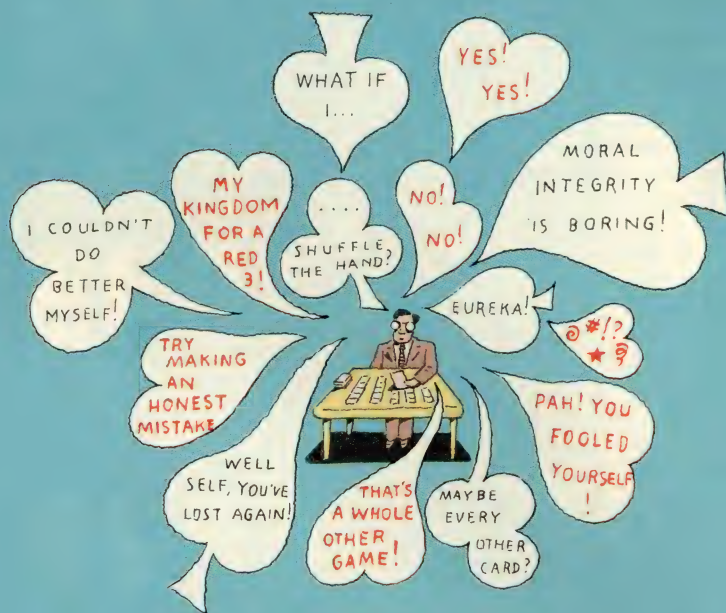 WHAT IF
I...
YES!
YES!
MORAL
INTEGRITY
IS BORING!
MY
KINGDOM
FOR A
RED
3!
....
SHUFFLE
THE HAND?
NO!
NO!
I COULDN'T
DO
BETTER
MYSELF!
EUREKA!
@*!?
★
TRY
MAKING
AN
HONEST
MISTAKE
PAH! YOU
FOOLED
YOURSELF
!
WELL
SELF, YOU'VE
LOST AGAIN!
THAT'S
A WHOLE
OTHER
GAME!
MAYBE
EVERY
OTHER
CARD?